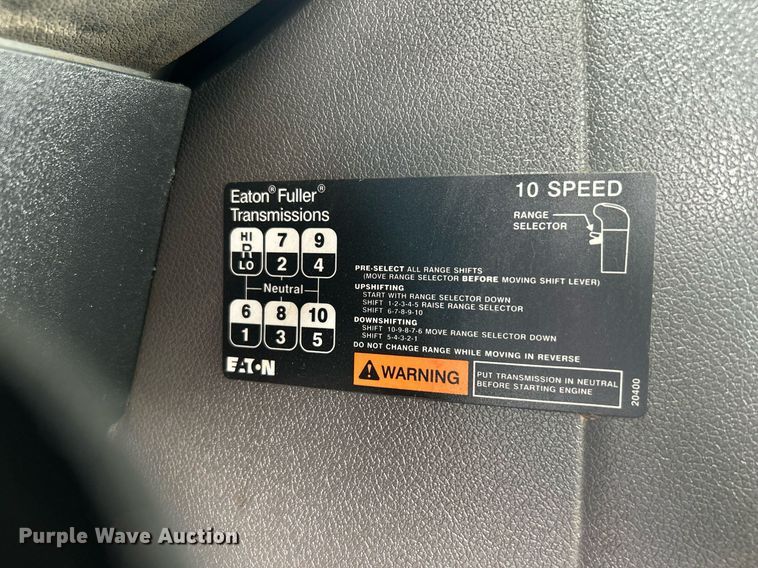 Eaton® Fuller®
Transmissions
10 SPEED
RANGE
SELECTOR
HI 7 9
R
LO 2 4
Neutral
6 8 10
1 3 5
PRE-SELECT ALL RANGE SHIFTS
(MOVE RANGE SELECTOR BEFORE MOVING SHIFT LEVER)
UPSHIFTING
START WITH RANGE SELECTOR DOWN
SHIFT 1-2-3-4-5 RAISE RANGE SELECTOR
SHIFT 6-7-8-9-10
DOWNSHIFTING
SHIFT 10-9-8-7-6 MOVE RANGE SELECTOR DOWN
SHIFT 5-4-3-2-1
DO NOT CHANGE RANGE WHILE MOVING IN REVERSE
EATON
WARNING
PUT TRANSMISSION IN NEUTRAL
BEFORE STARTING ENGINE
20400
Purple Wave Auction®